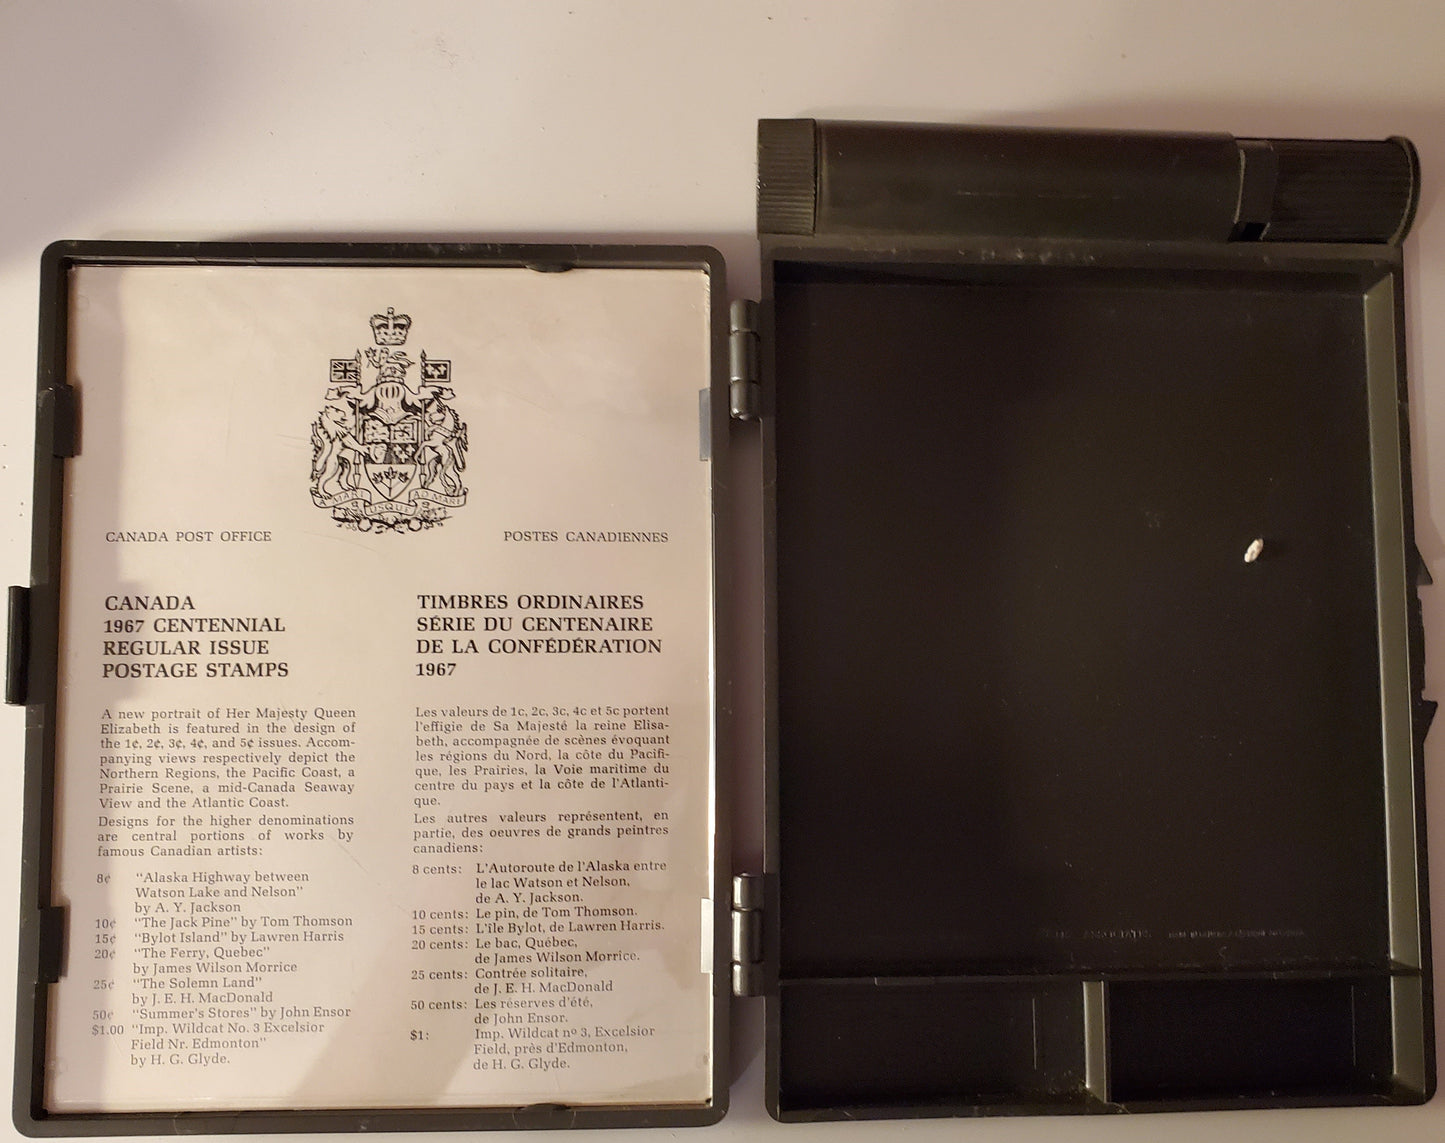 A MARI USQUE AD MARE
CANADA POST OFFICE
POSTES CANADIENNES
CANADA
1967 CENTENNIAL
REGULAR ISSUE
POSTAGE STAMPS
A new portrait of Her Majesty Queen
Elizabeth is featured in the design of
the 1¢, 2¢, 3¢, 4¢, and 5¢ issues. Accom-
panying views respectively depict the
Northern Regions, the Pacific Coast, a
Prairie Scene, a mid-Canada Seaway
View and the Atlantic Coast.
Designs for the higher denominations
are central portions of works by
famous Canadian artists:
8¢ "Alaska Highway between
Watson Lake and Nelson"
by A. Y. Jackson
10¢ "The Jack Pine" by Tom Thomson
15¢ "Bylot Island" by Lawren Harris
20¢ "The Ferry, Quebec"
by James Wilson Morrice
25¢ "The Solemn Land"
by J. E. H. MacDonald
50¢ "Summer's Stores" by John Ensor
$1.00 "Imp. Wildcat No. 3 Excelsior
Field Nr. Edmonton"
by H. G. Glyde.
TIMBRES ORDINAIRES
SÉRIE DU CENTENAIRE
DE LA CONFÉDÉRATION
1967
Les valeurs de 1c, 2c, 3c, 4c et 5c portent
l'effigie de Sa Majesté la reine Elisa-
beth, accompagnée de scènes évoquant
les régions du Nord, la côte du Pacifi-
que, les Prairies, la Voie maritime du
centre du pays et la côte de l'Atlanti-
que.
Les autres valeurs représentent, en
partie, des oeuvres de grands peintres
canadiens:
8 cents: L'Autoroute de l'Alaska entre
le lac Watson et Nelson,
de A. Y. Jackson.
10 cents: Le pin, de Tom Thomson.
15 cents: L'île Bylot, de Lawren Harris.
20 cents: Le bac, Québec,
de James Wilson Morrice.
25 cents: Contrée solitaire,
de J. E. H. MacDonald
50 cents: Les réserves d'été,
de John Ensor.
$1: Imp. Wildcat nº 3, Excelsior
Field, près d'Edmonton,
de H. G. Glyde.
ASSOCIATES